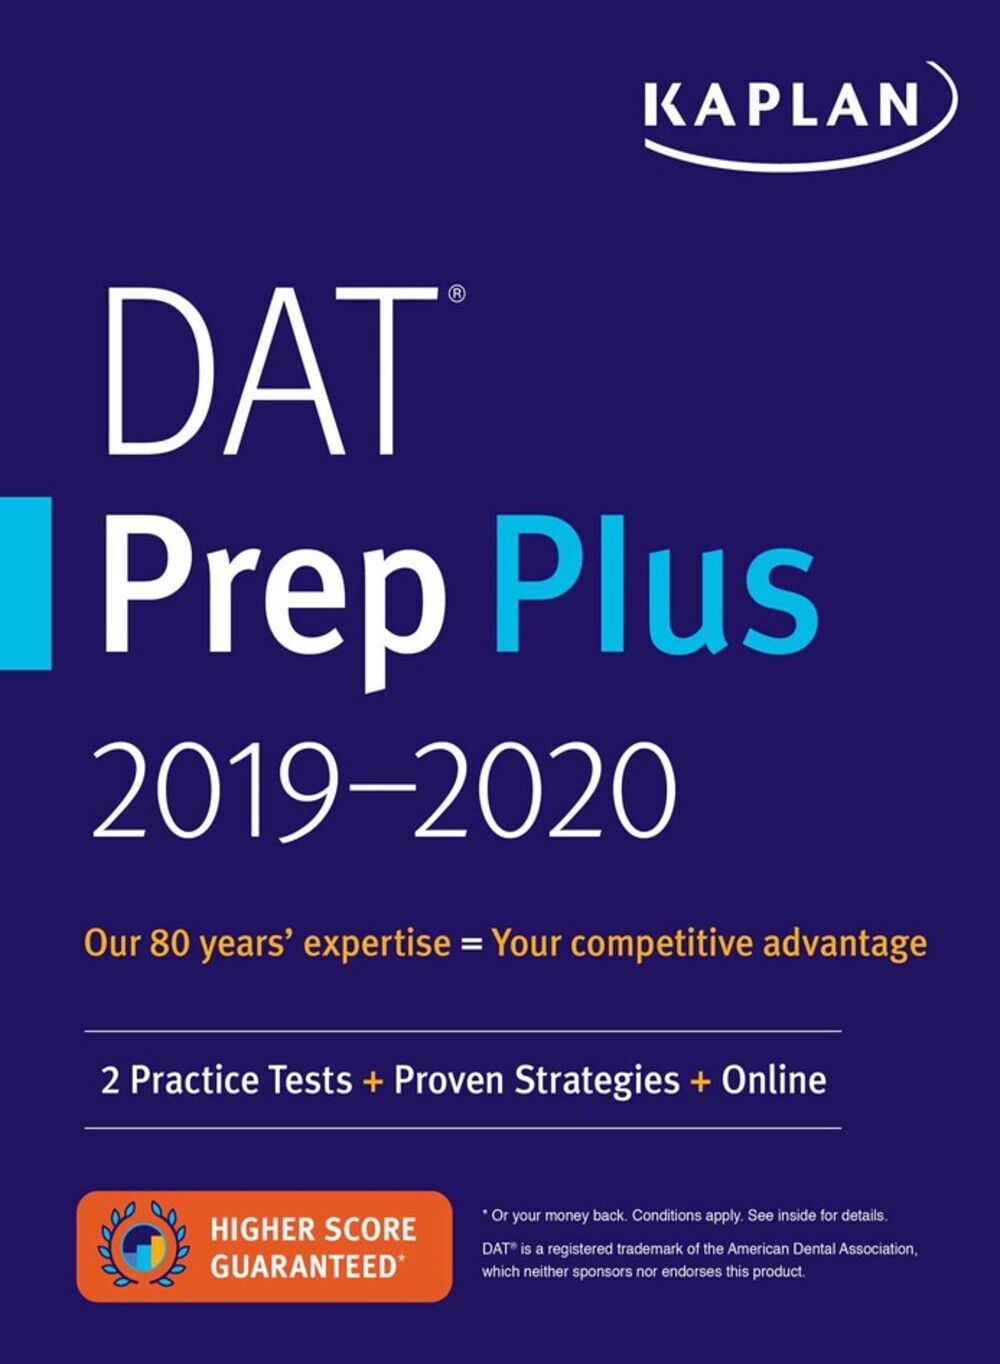 KAPLAN
DAT®
Prep Plus
2019–2020
Our 80 years’ expertise = Your competitive advantage
2 Practice Tests + Proven Strategies + Online
HIGHER SCORE
GUARANTEED*
* Or your money back. Conditions apply. See inside for details.
DAT® is a registered trademark of the American Dental Association,
which neither sponsors nor endorses this product.